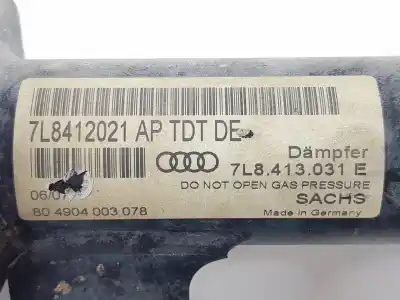 7L8412021 AP TDT DE
Dämpfer
7L8.413.031 E
06/07
DO NOT OPEN GAS PRESSURE
SACHS
80 4904 003 078
Made in Germany